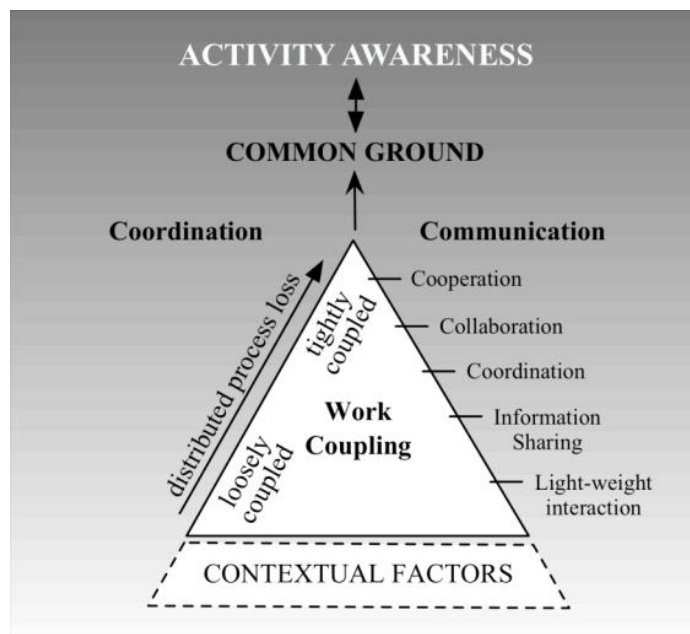 ACTIVITY AWARENESS
COMMON GROUND
Coordination
Communication
distributed process loss
tightly
coupled
loosely
coupled
Work
Coupling
Cooperation
Collaboration
Coordination
Information
Sharing
Light-weight
interaction
CONTEXTUAL FACTORS